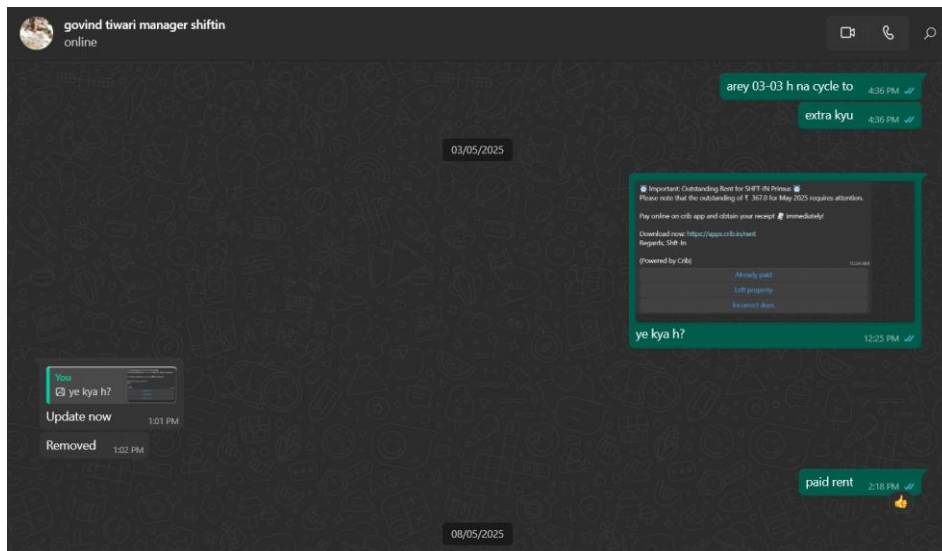 govind tiwari manager shiftin
online
arey 03-03 h na cycle to 4:36 PM
extra kyu 4:36 PM
03/05/2025
Important: Outstanding Rent for SHFT-IN Primus
Please note that the outstanding of ₹ 367.0 for May-2025 requires attention.
Pay online on crib app and obtain your receipt immediately!
Download now: https://apps.crib.in/rent
Regards, Shft-In
(Powered by Crib)
Already paid
Left property
Incorrect dues
ye kya h? 12:25 PM
You
ye kya h?
Update now 1:01 PM
Removed 1:02 PM
paid rent 2:18 PM
08/05/2025